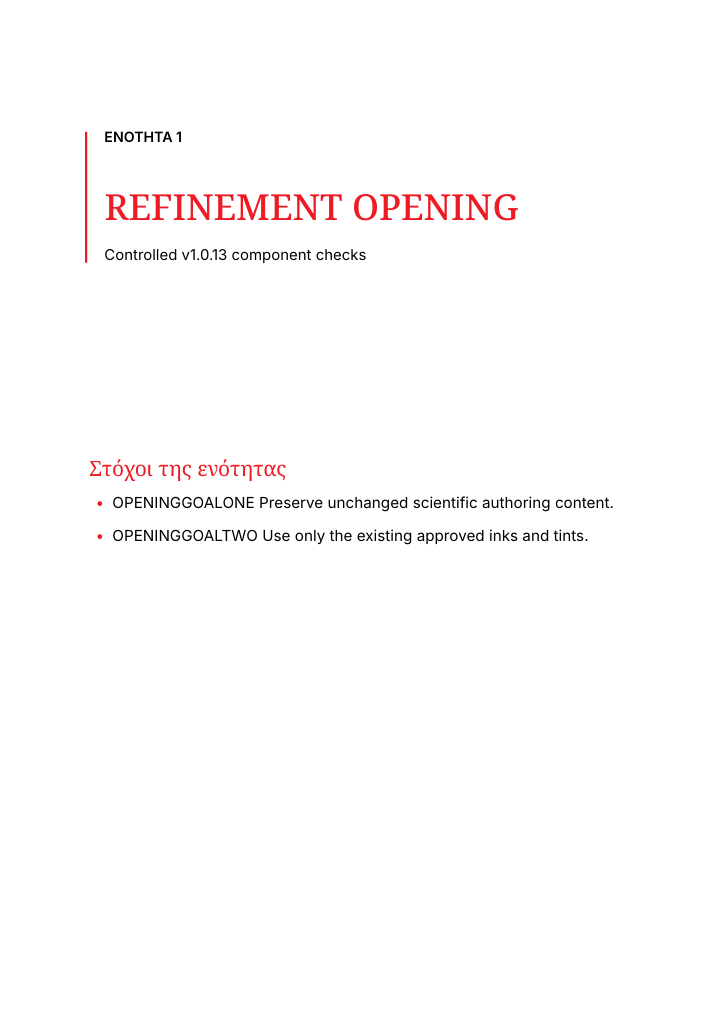 ΕΝΟΤΗΤΑ 1
REFINEMENT OPENING
Controlled v1.0.13 component checks
Στόχοι της ενότητας
• OPENINGGOALONE Preserve unchanged scientific authoring content.
• OPENINGGOALTWO Use only the existing approved inks and tints.